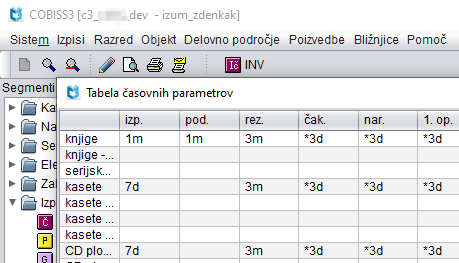 COBISS3 [c3_ _dev - izum_zdenkak]
Sistem Izpisi Razred Objekt Delovno področje Poizvedbe Bližnjice Pomoč
Ič INV
Segmenti
Tabela časovnih parametrov
Ka
Na
Se
Ele
Zal
Izp
Č
P
G
izp. pod. rez. čak. nar. 1. op.
knjige 1m 1m 3m *3d *3d *3d
knjige -...
serijsk...
kasete 7d 3m *3d *3d *3d
kasete ...
kasete ...
kasete ...
CD plo... 7d 3m *3d *3d *3d